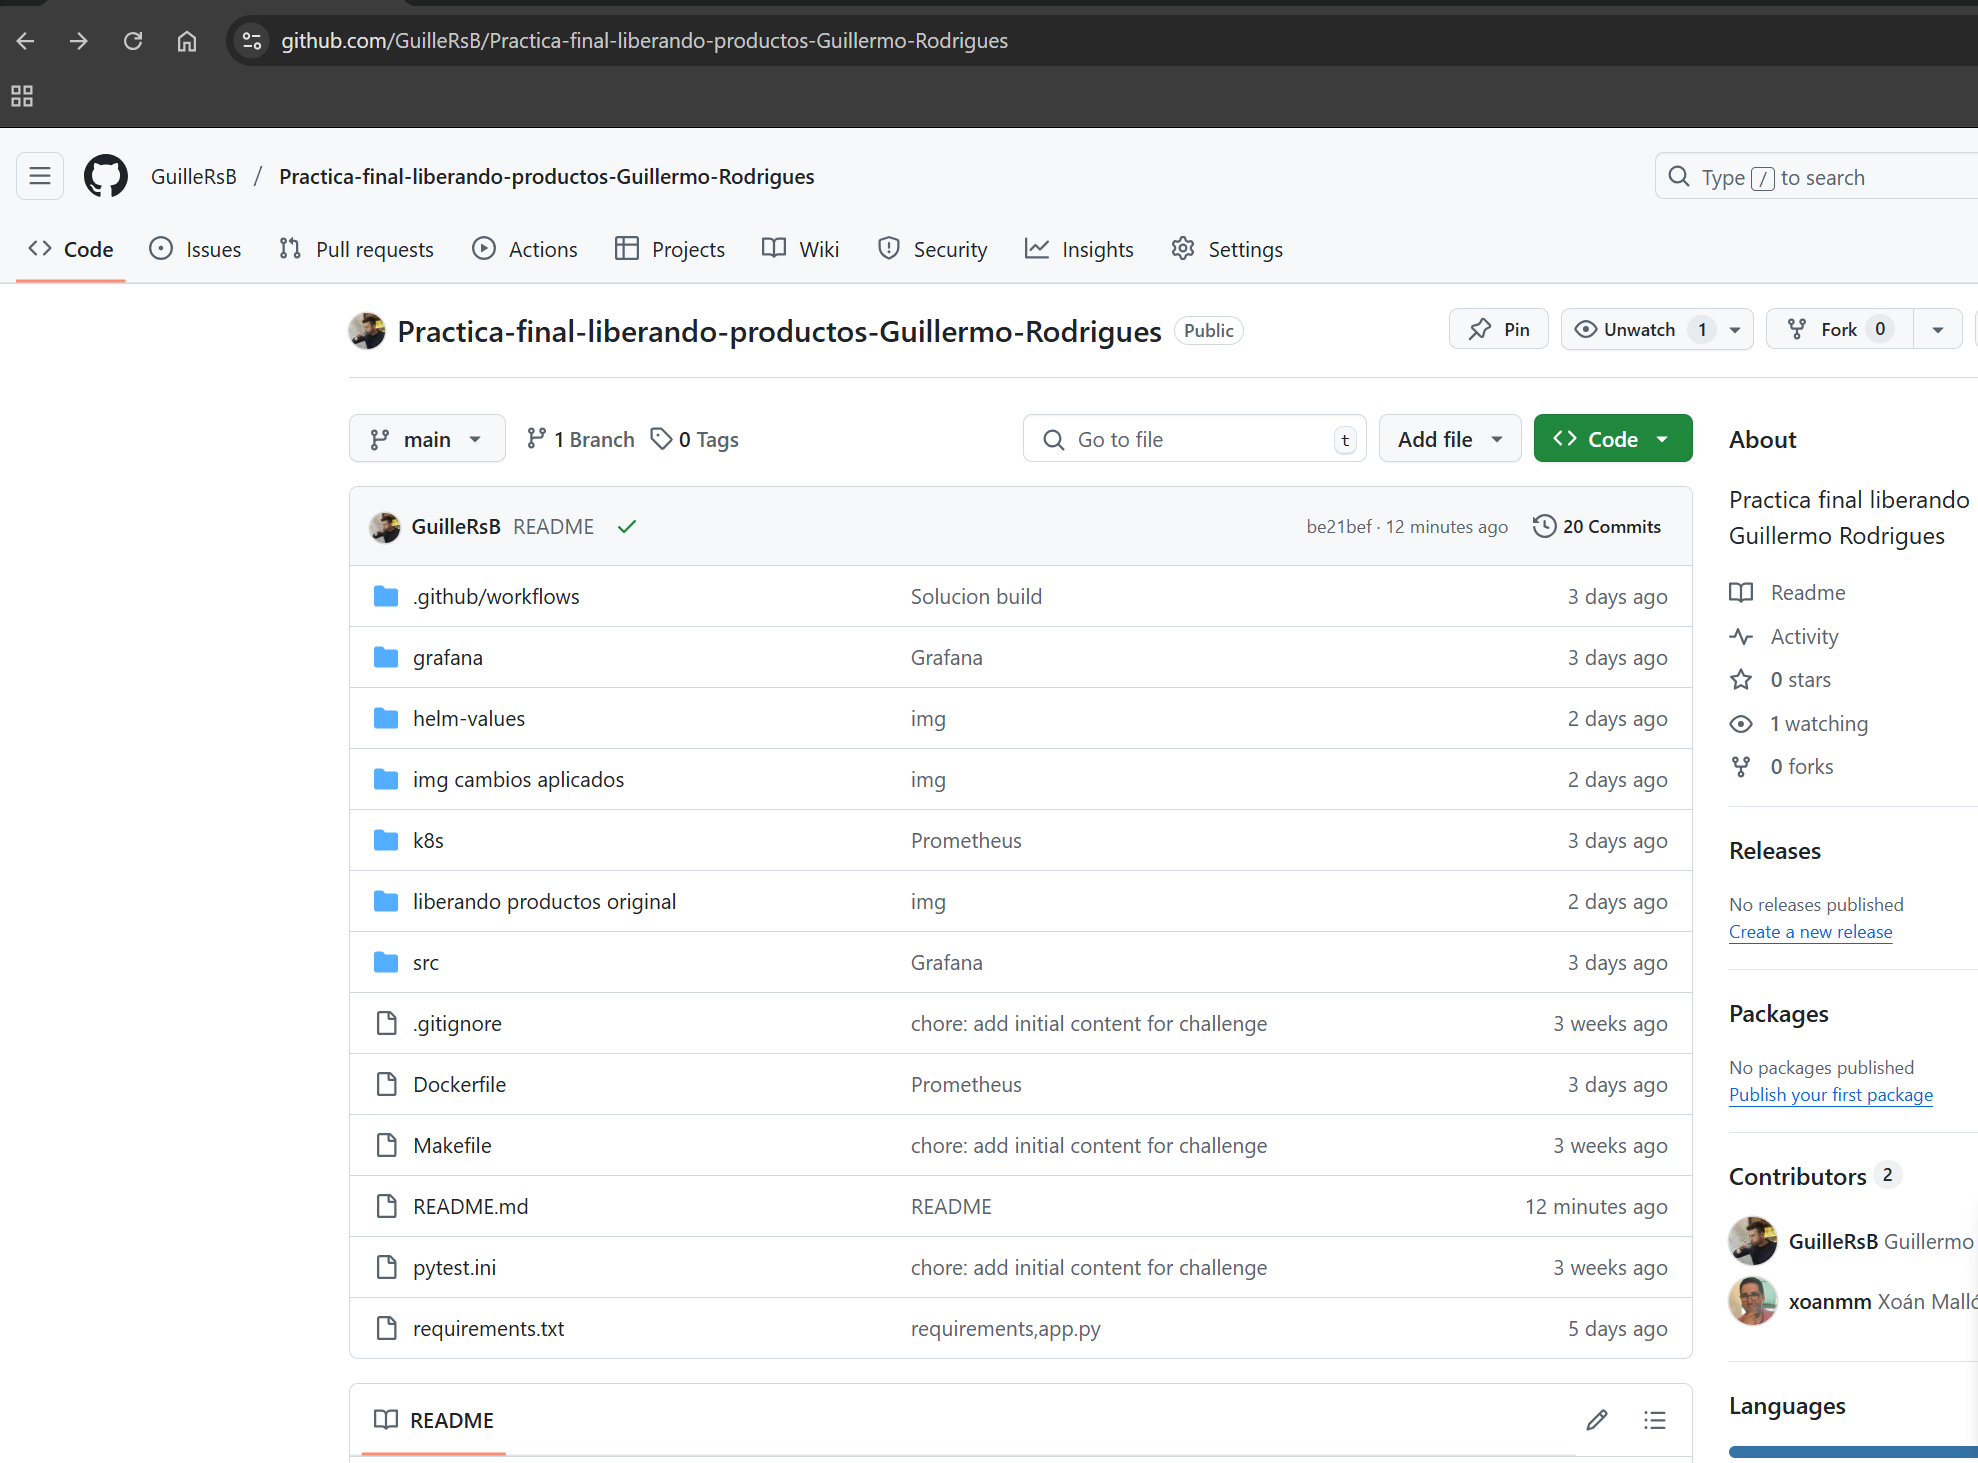 github.com/GuilleRsB/Practica-final-liberando-productos-Guillermo-Rodrigues
GuilleRsB / Practica-final-liberando-productos-Guillermo-Rodrigues
Type / to search
Code Issues Pull requests Actions Projects Wiki Security Insights Settings
Practica-final-liberando-productos-Guillermo-Rodrigues Public
Pin Unwatch 1 Fork 0
main 1 Branch 0 Tags Go to file t Add file Code
GuilleRsB README be21bef · 12 minutes ago 20 Commits
.github/workflows Solucion build 3 days ago
grafana Grafana 3 days ago
helm-values img 2 days ago
img cambios aplicados img 2 days ago
k8s Prometheus 3 days ago
liberando productos original img 2 days ago
src Grafana 3 days ago
.gitignore chore: add initial content for challenge 3 weeks ago
Dockerfile Prometheus 3 days ago
Makefile chore: add initial content for challenge 3 weeks ago
README.md README 12 minutes ago
pytest.ini chore: add initial content for challenge 3 weeks ago
requirements.txt requirements,app.py 5 days ago
README
About
Practica final liberando
Guillermo Rodrigues
Readme
Activity
0 stars
1 watching
0 forks
Releases
No releases published
Create a new release
Packages
No packages published
Publish your first package
Contributors 2
GuilleRsB Guillermo
xoanmm Xoán
Languages